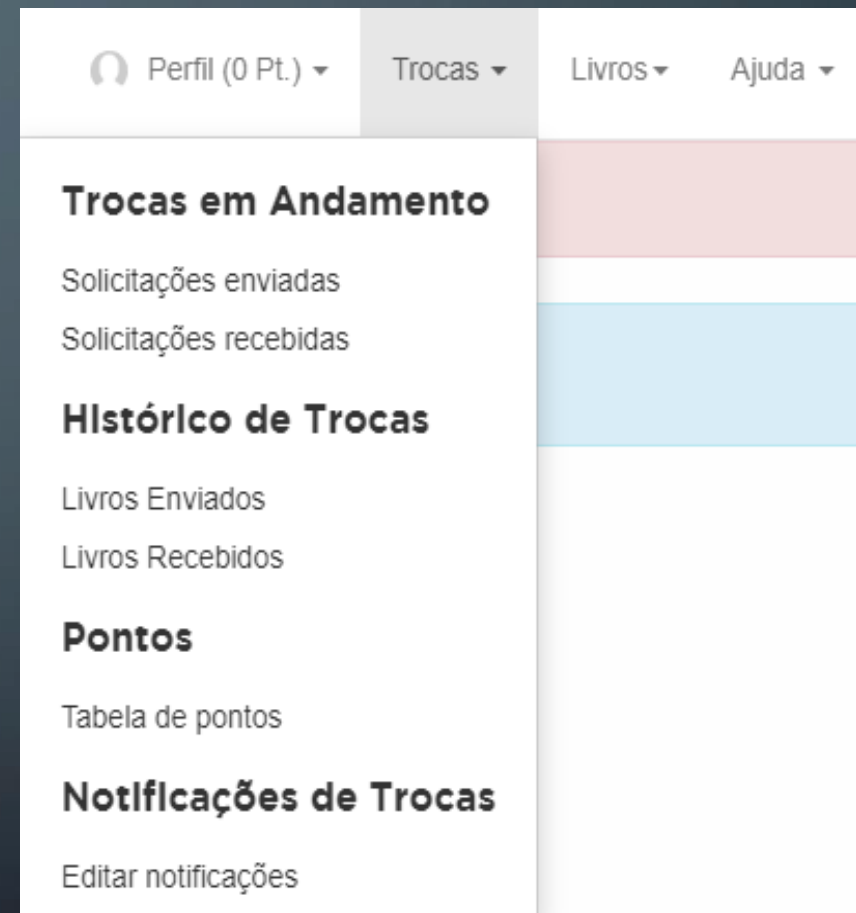 Perfil (0 Pt.) Trocas Livros Ajuda
Trocas em Andamento
Solicitações enviadas
Solicitações recebidas
Histórico de Trocas
Livros Enviados
Livros Recebidos
Pontos
Tabela de pontos
Notificações de Trocas
Editar notificações